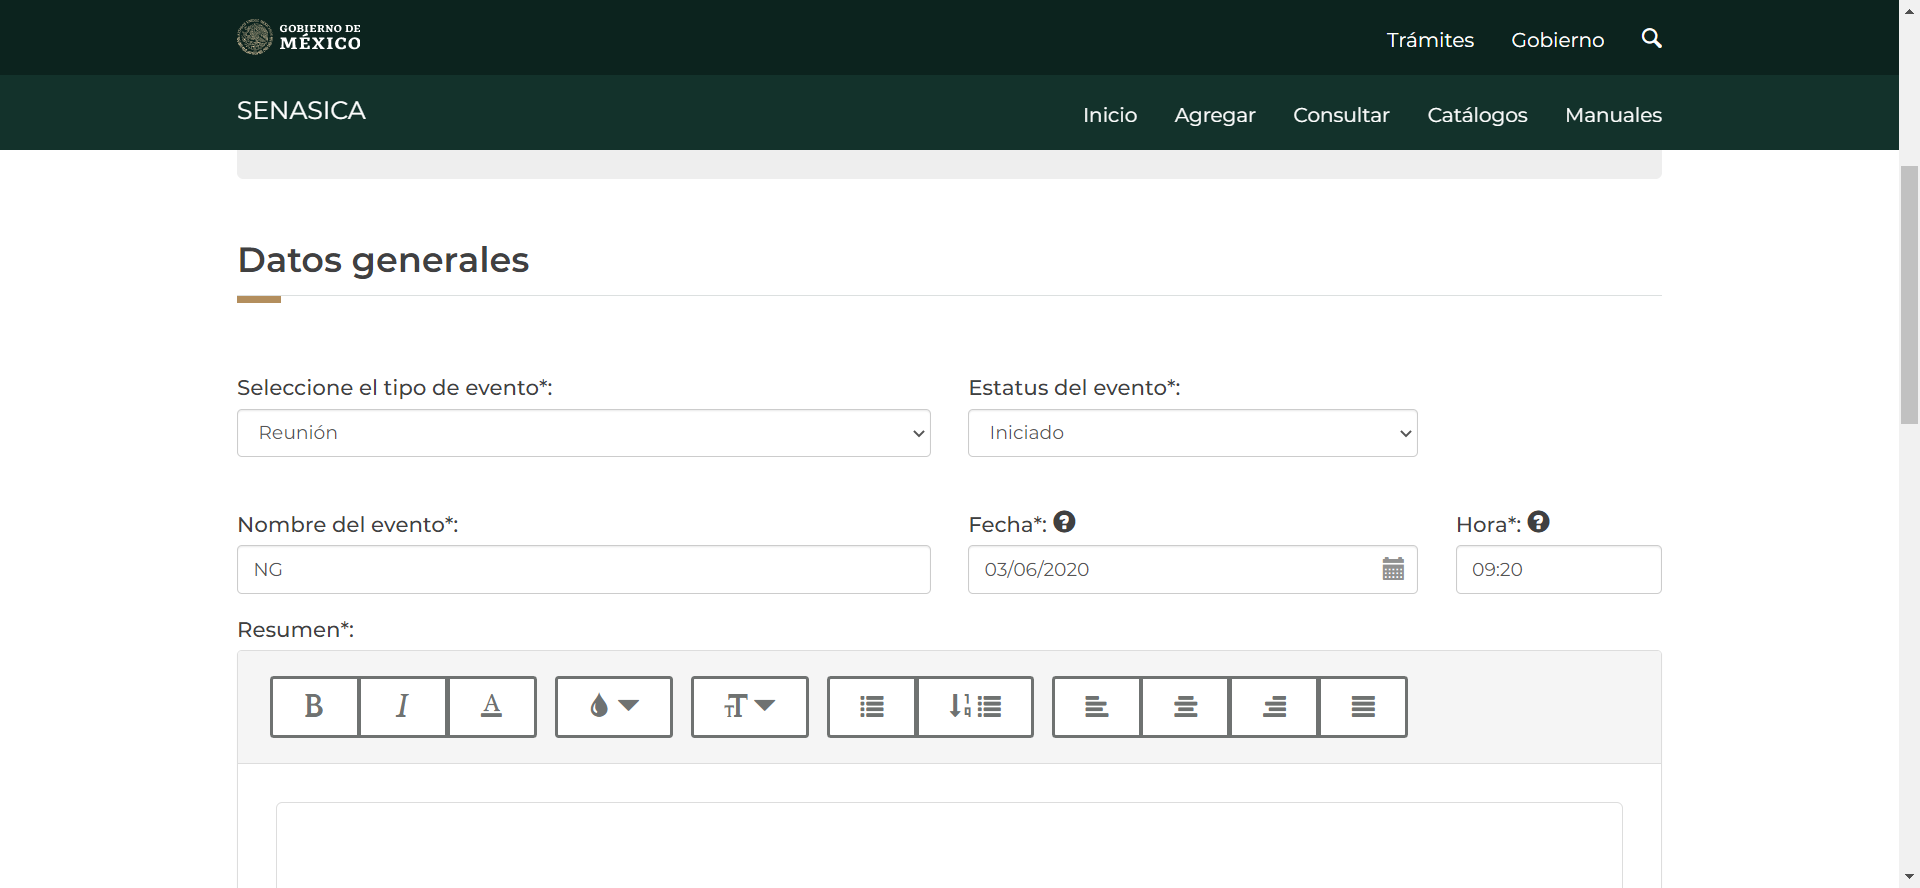 GOBIERNO DE
MÉXICO
Trámites Gobierno
SENASICA
Inicio Agregar Consultar Catálogos Manuales
Datos generales
Seleccione el tipo de evento*: Estatus del evento*:
Reunión Iniciado
Nombre del evento*: Fecha*: ? Hora*: ?
NG 03/06/2020 09:20
Resumen*:
B I A TT